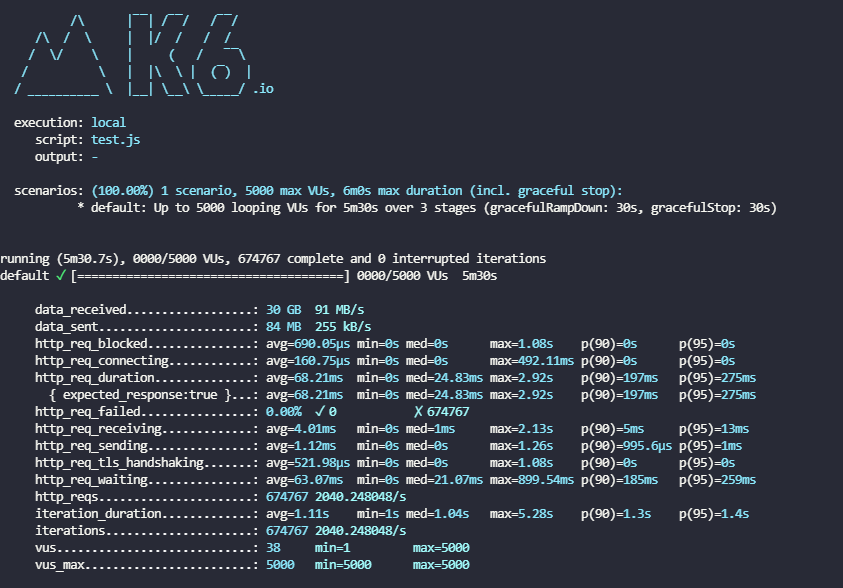 .io
execution: local
script: test.js
output: -
scenarios: (100.00%) 1 scenario, 5000 max VUs, 6m0s max duration (incl. graceful stop):
* default: Up to 5000 looping VUs for 5m30s over 3 stages (gracefulRampDown: 30s, gracefulStop: 30s)
running (5m30.7s), 0000/5000 VUs, 674767 complete and 0 interrupted iterations
default ✓ [======================================] 0000/5000 VUs  5m30s
data_received..................: 30 GB  91 MB/s
data_sent......................: 84 MB  255 kB/s
http_req_blocked...............: avg=690.05µs min=0s med=0s      max=1.08s    p(90)=0s      p(95)=0s
http_req_connecting............: avg=160.75µs min=0s med=0s      max=492.11ms p(90)=0s      p(95)=0s
http_req_duration..............: avg=68.21ms  min=0s med=24.83ms max=2.92s    p(90)=197ms   p(95)=275ms
{ expected_response:true }...: avg=68.21ms  min=0s med=24.83ms max=2.92s    p(90)=197ms   p(95)=275ms
http_req_failed................: 0.00%  ✓ 0           ✗ 674767
http_req_receiving.............: avg=4.01ms   min=0s med=1ms     max=2.13s    p(90)=5ms     p(95)=13ms
http_req_sending...............: avg=1.12ms   min=0s med=0s      max=1.26s    p(90)=995.6µs p(95)=1ms
http_req_tls_handshaking.......: avg=521.98µs min=0s med=0s      max=1.08s    p(90)=0s      p(95)=0s
http_req_waiting...............: avg=63.07ms  min=0s med=21.07ms max=899.54ms p(90)=185ms   p(95)=259ms
http_reqs......................: 674767 2040.248048/s
iteration_duration.............: avg=1.11s    min=1s med=1.04s   max=5.28s    p(90)=1.3s    p(95)=1.4s
iterations.....................: 674767 2040.248048/s
vus............................: 38     min=1         max=5000
vus_max........................: 5000   min=5000      max=5000